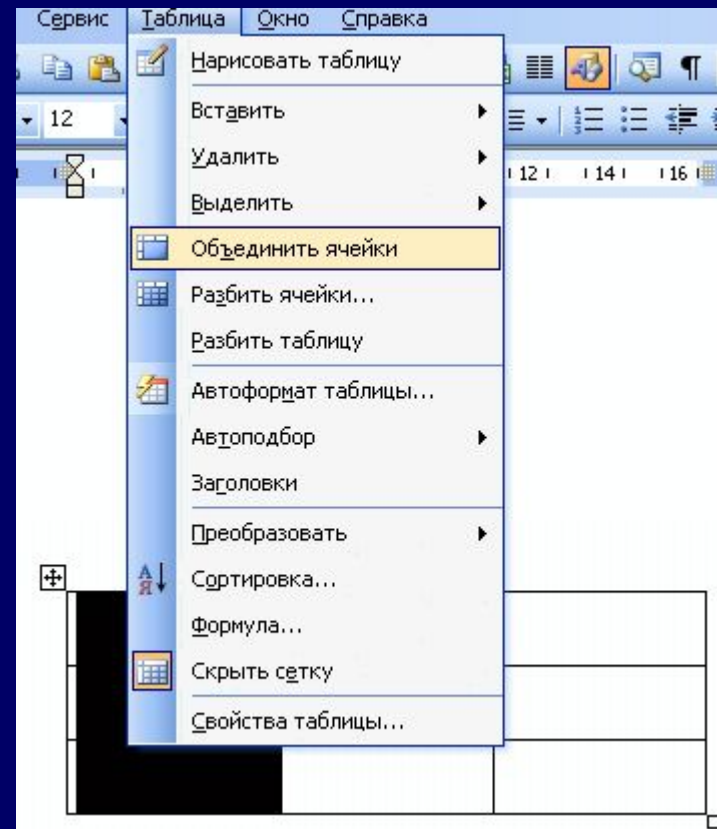 Сервис Таблица Окно Справка
Нарисовать таблицу
12
Вставить
Удалить
12 14 16
Выделить
Объединить ячейки
Разбить ячейки...
Разбить таблицу
Автоформат таблицы...
Автоподбор
Заголовки
Преобразовать
Сортировка...
Формула...
Скрыть сетку
Свойства таблицы...